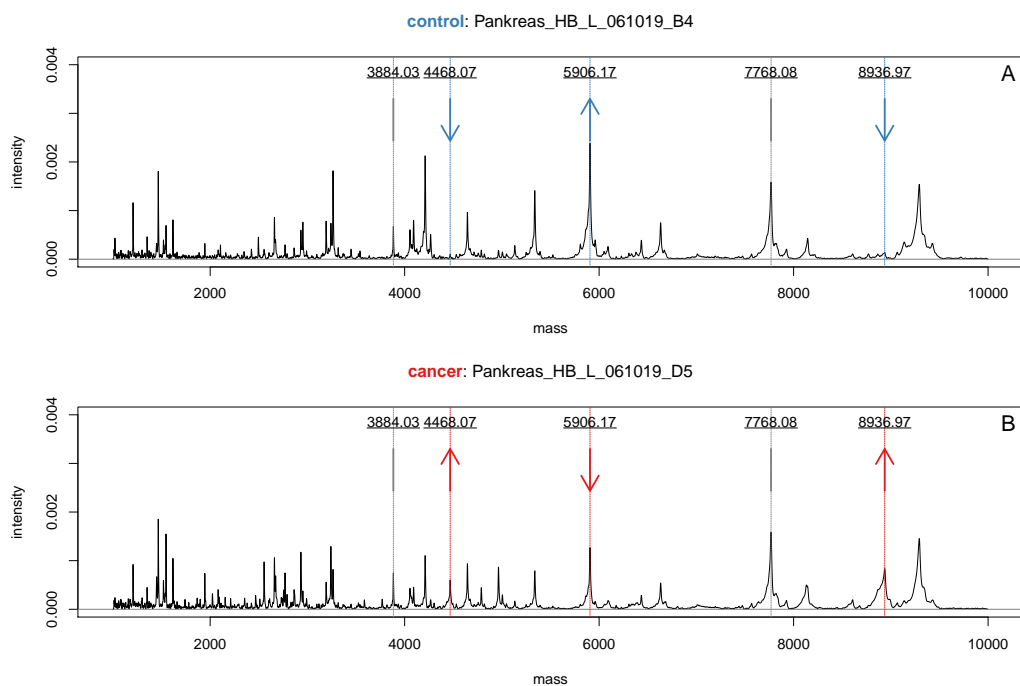 control: Pankreas_HB_L_061019_B4
A
3884.03 4468.07 5906.17 7768.08 8936.97
intensity
0.004
0.002
0.000
2000 4000 6000 8000 10000
mass
cancer: Pankreas_HB_L_061019_D5
B
3884.03 4468.07 5906.17 7768.08 8936.97
intensity
0.004
0.002
0.000
2000 4000 6000 8000 10000
mass